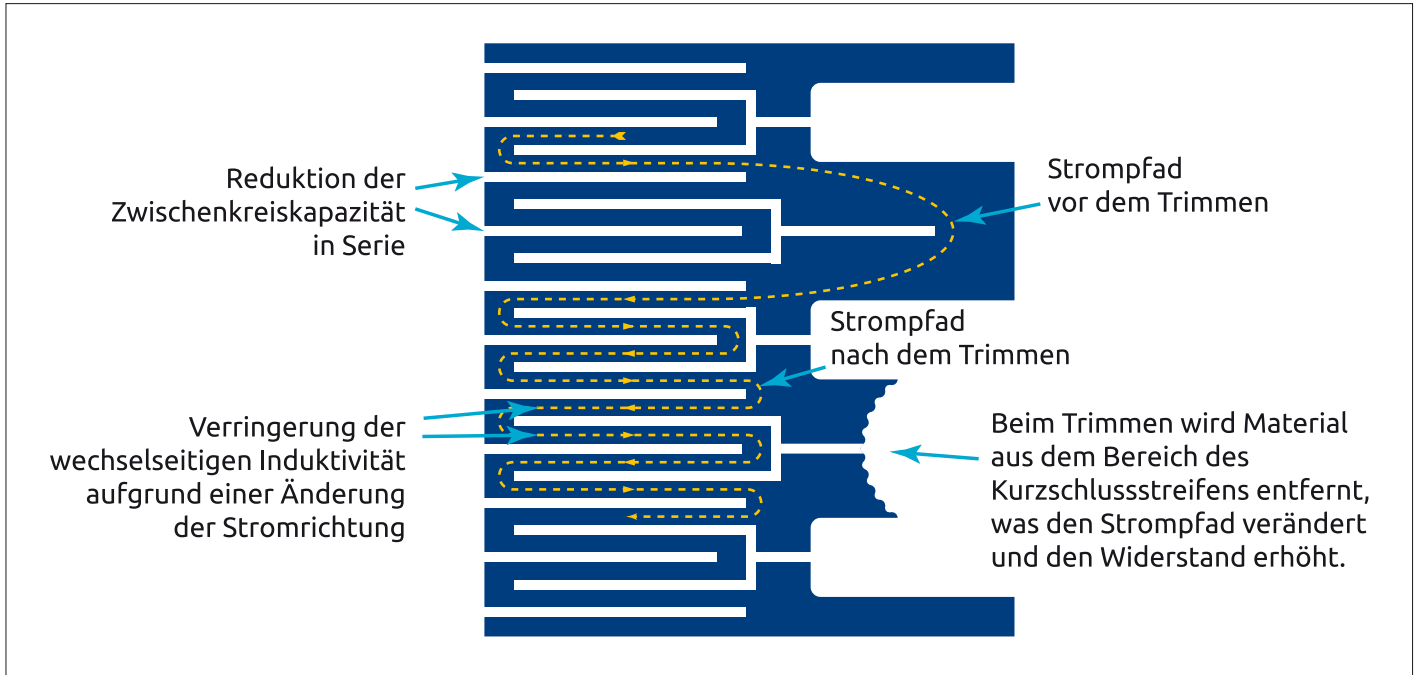 Reduktion der
Zwischenkreiskapazität
in Serie
Strompfad
vor dem Trimmen
Strompfad
nach dem Trimmen
Verringerung der
wechselseitigen Induktivität
aufgrund einer Änderung
der Stromrichtung
Beim Trimmen wird Material
aus dem Bereich des
Kurzschlussstreifens entfernt,
was den Strompfad verändert
und den Widerstand erhöht.